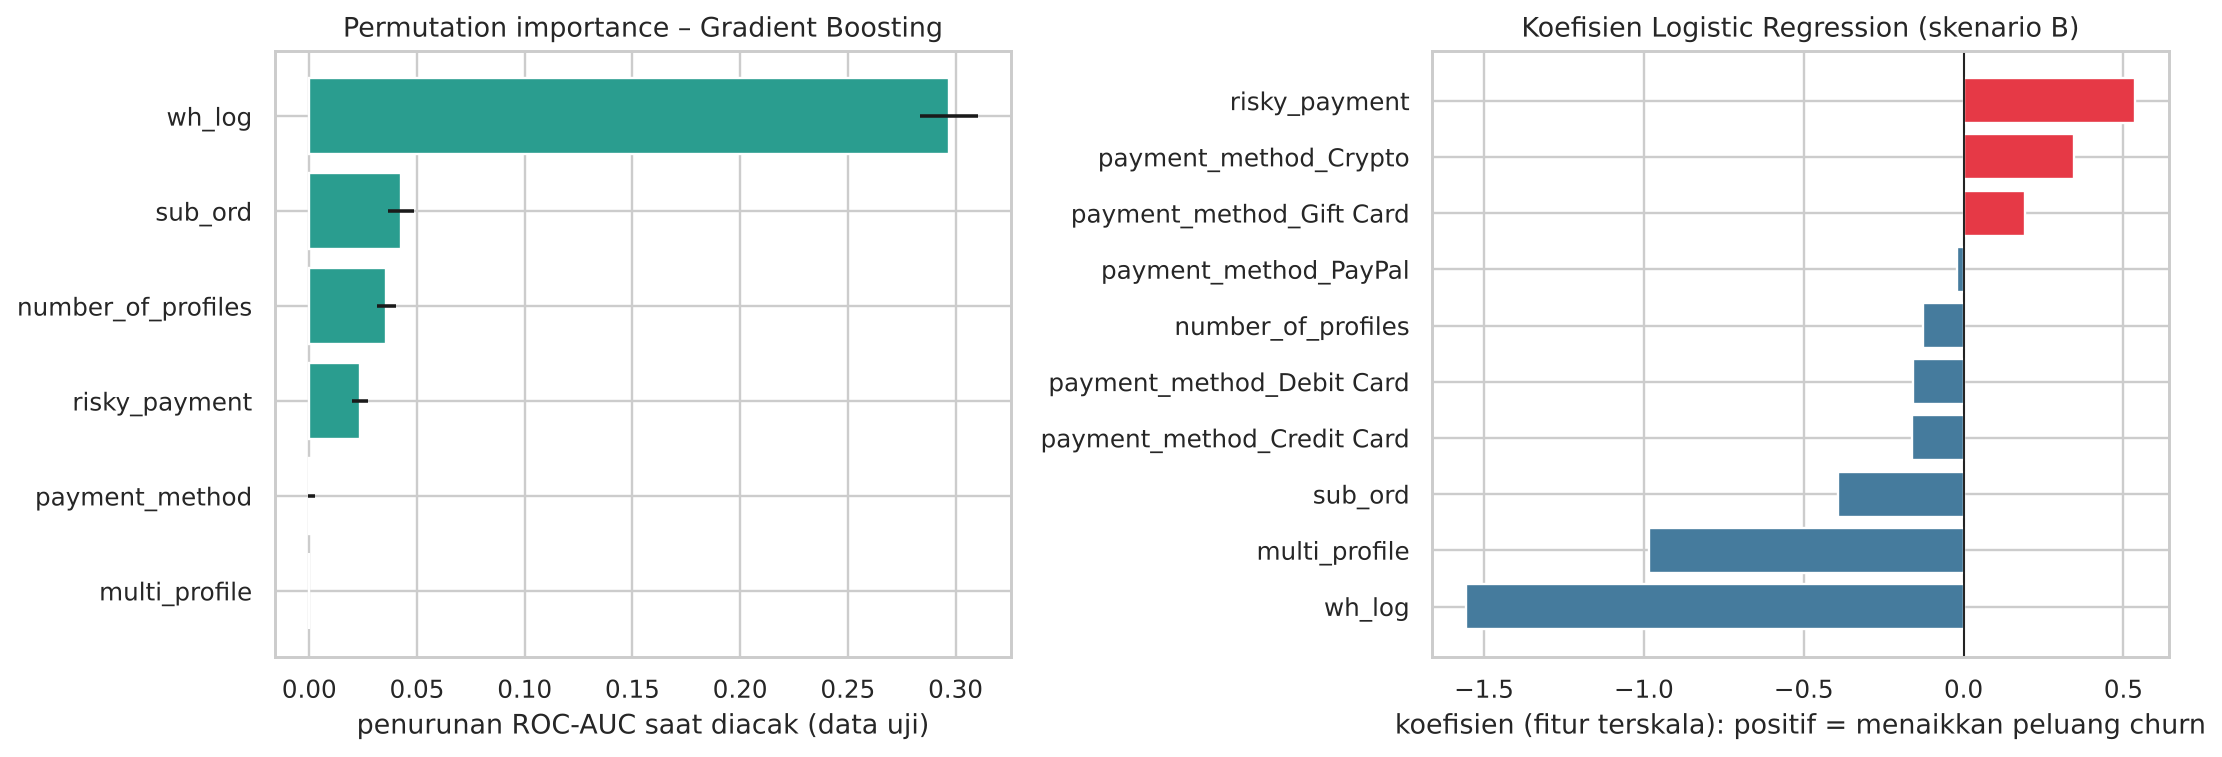 Permutation importance – Gradient Boosting
wh_log
sub_ord
number_of_profiles
risky_payment
payment_method
multi_profile
0.00 0.05 0.10 0.15 0.20 0.25 0.30
penurunan ROC-AUC saat diacak (data uji)
Koefisien Logistic Regression (skenario B)
risky_payment
payment_method_Crypto
payment_method_Gift Card
payment_method_PayPal
number_of_profiles
payment_method_Debit Card
payment_method_Credit Card
sub_ord
multi_profile
wh_log
−1.5 −1.0 −0.5 0.0 0.5
koefisien (fitur terskala): positif = menaikkan peluang churn